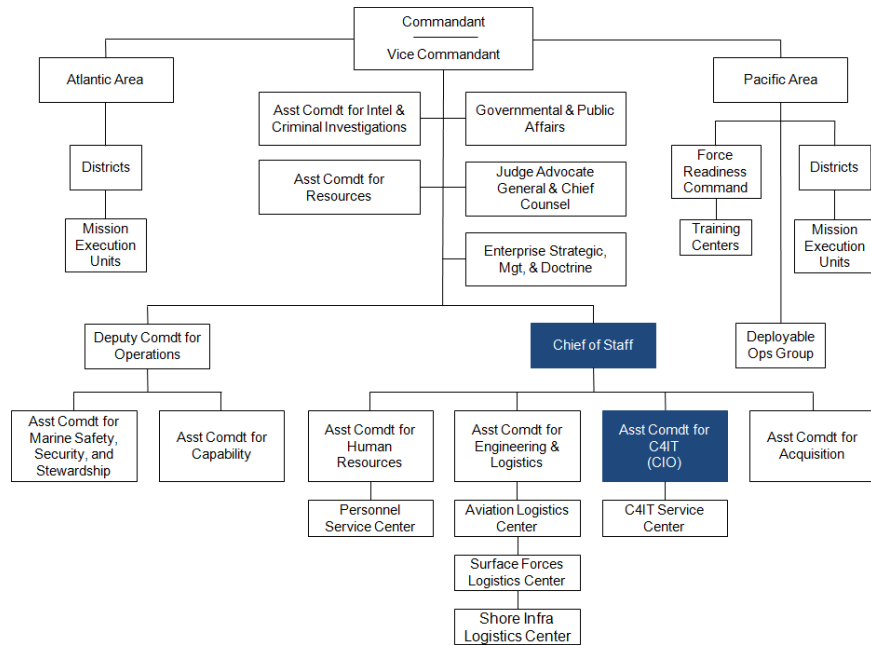 Commandant
Vice Commandant
Atlantic Area
Pacific Area
Asst Comdt for Intel &
Criminal Investigations
Governmental & Public
Affairs
Districts
Force
Readiness
Command
Districts
Asst Comdt for
Resources
Judge Advocate
General & Chief
Counsel
Mission
Execution
Units
Training
Centers
Mission
Execution
Units
Enterprise Strategic,
Mgt, & Doctrine
Deputy Comdt for
Operations
Chief of Staff
Deployable
Ops Group
Asst Comdt for
Marine Safety,
Security, and
Stewardship
Asst Comdt for
Capability
Asst Comdt for
Human
Resources
Asst Comdt for
Engineering &
Logistics
Asst Comdt for
C4IT
(CIO)
Asst Comdt for
Acquisition
Personnel
Service Center
Aviation Logistics
Center
C4IT Service
Center
Surface Forces
Logistics Center
Shore Infra
Logistics Center